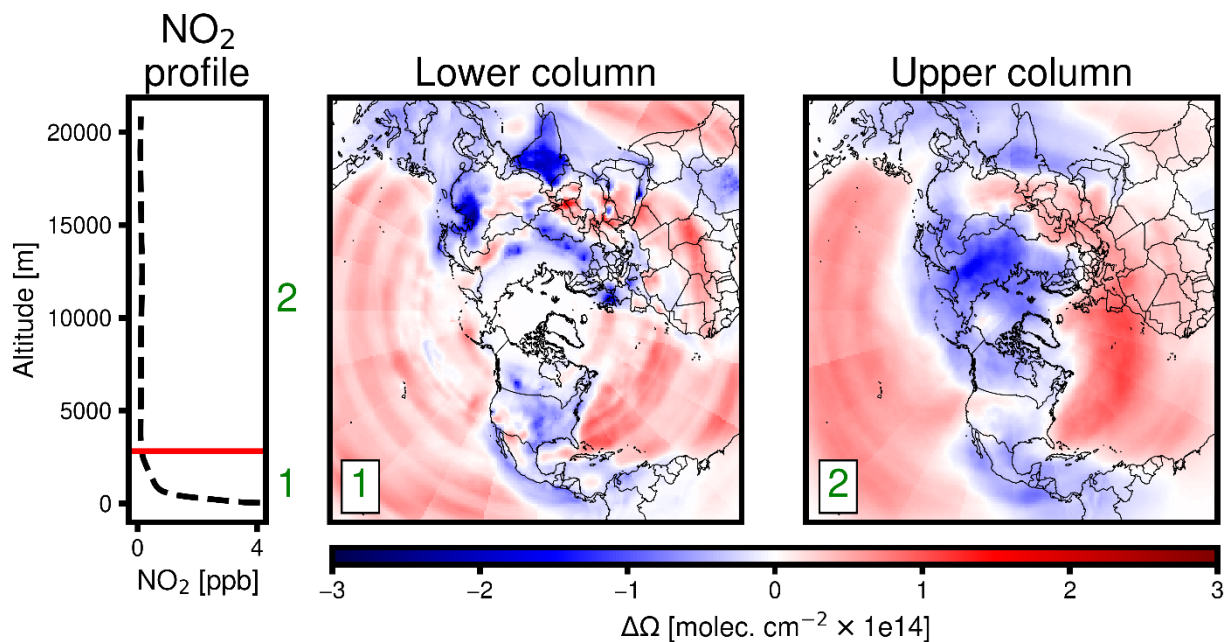 NO₂
profile
Lower column
Upper column
Altitude [m]
20000
15000
10000
5000
0
2
1
0
4
NO₂ [ppb]
1
2
−3
−2
−1
0
1
2
3
ΔΩ [molec. cm⁻² × 1e14]